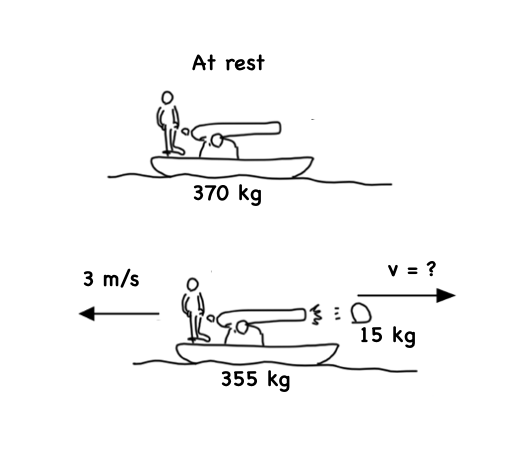 At rest
370 kg
3 m/s
v = ?
15 kg
355 kg